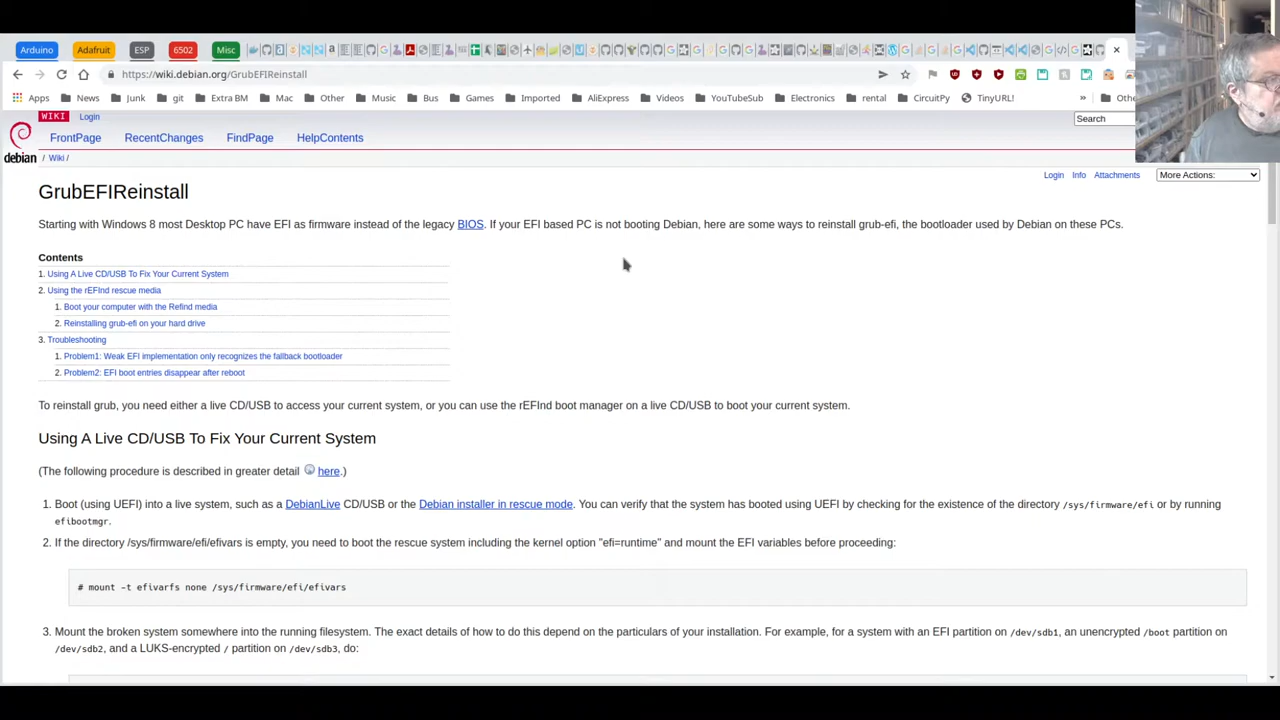 Arduino Adafruit ESP 6502 Misc
https://wiki.debian.org/GrubEFIReinstall
Apps News Junk git Extra BM Mac Other Music Bus Games Imported AliExpress Videos YouTubeSub Electronics rental CircuitPy TinyURL! » Othe
WIKI Login
Search
FrontPage RecentChanges FindPage HelpContents
debian / Wiki /
Login Info Attachments More Actions:
GrubEFIReinstall
Starting with Windows 8 most Desktop PC have EFI as firmware instead of the legacy BIOS. If your EFI based PC is not booting Debian, here are some ways to reinstall grub-efi, the bootloader used by Debian on these PCs.
Contents
1. Using A Live CD/USB To Fix Your Current System
2. Using the rEFInd rescue media
1. Boot your computer with the Refind media
2. Reinstalling grub-efi on your hard drive
3. Troubleshooting
1. Problem1: Weak EFI implementation only recognizes the fallback bootloader
2. Problem2: EFI boot entries disappear after reboot
To reinstall grub, you need either a live CD/USB to access your current system, or you can use the rEFInd boot manager on a live CD/USB to boot your current system.
Using A Live CD/USB To Fix Your Current System
(The following procedure is described in greater detail here.)
1. Boot (using UEFI) into a live system, such as a DebianLive CD/USB or the Debian installer in rescue mode. You can verify that the system has booted using UEFI by checking for the existence of the directory /sys/firmware/efi or by running
efibootmgr.
2. If the directory /sys/firmware/efi/efivars is empty, you need to boot the rescue system including the kernel option "efi=runtime" and mount the EFI variables before proceeding:
# mount -t efivarfs none /sys/firmware/efi/efivars
3. Mount the broken system somewhere into the running filesystem. The exact details of how to do this depend on the particulars of your installation. For example, for a system with an EFI partition on /dev/sdb1, an unencrypted /boot partition on
/dev/sdb2, and a LUKS-encrypted / partition on /dev/sdb3, do: